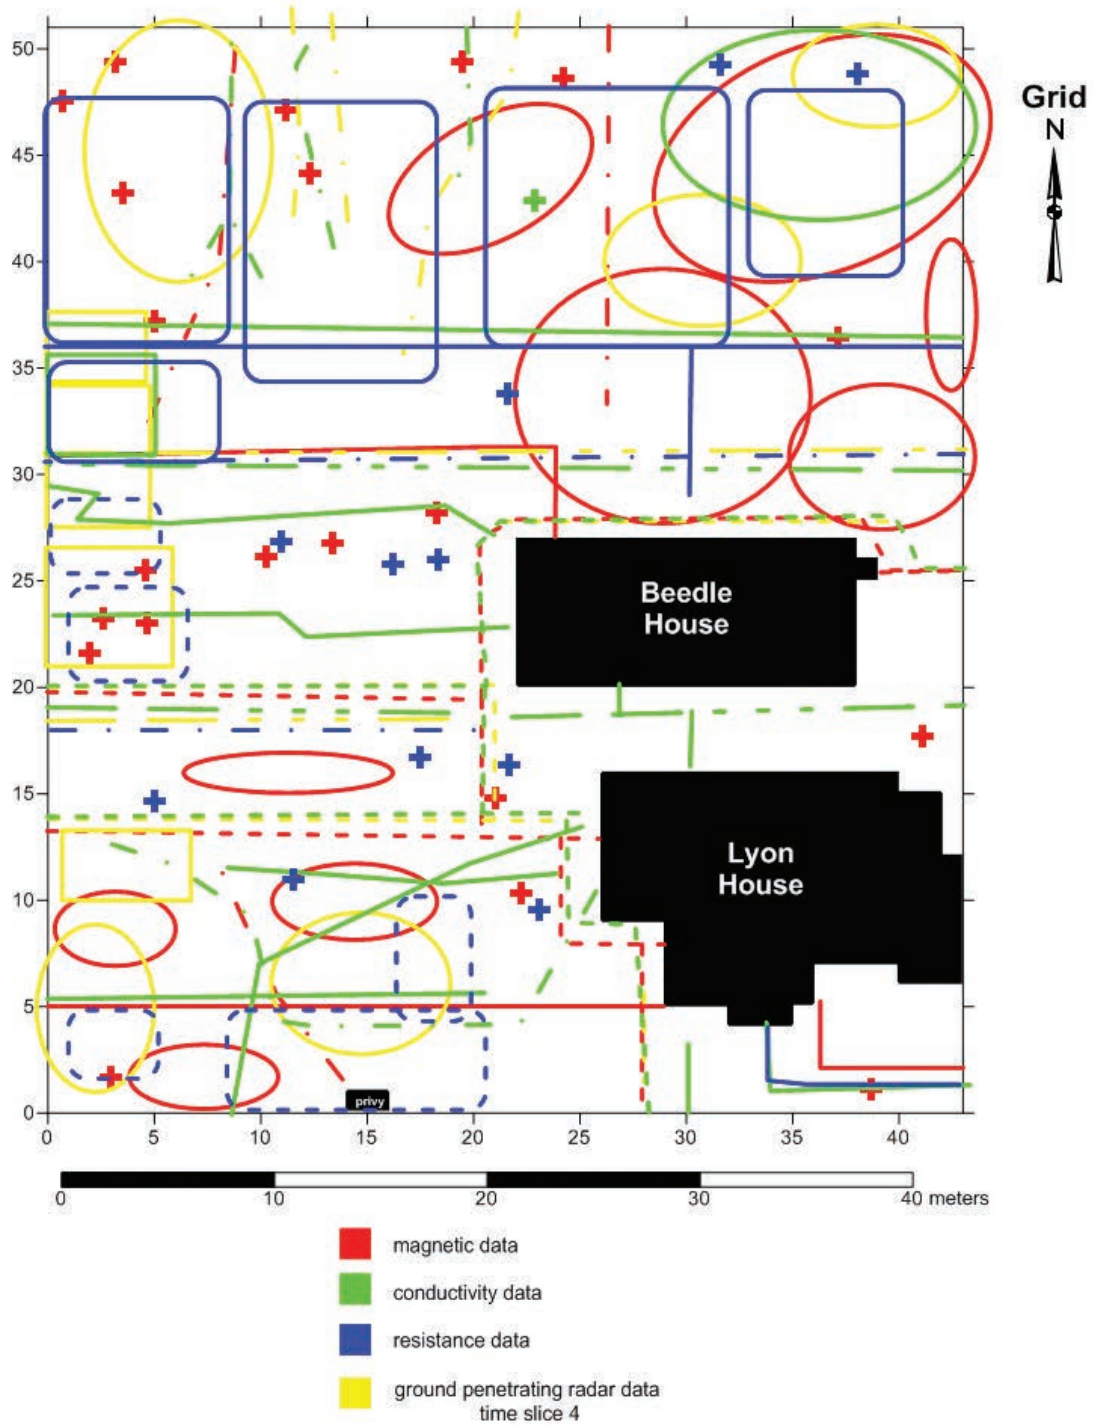 50
Grid
N
45
40
35
30
25
Beedle
House
20
15
Lyon
House
10
5
privy
0
0 5 10 15 20 25 30 35 40
0 10 20 30 40 meters
magnetic data
conductivity data
resistance data
ground penetrating radar data
time slice 4